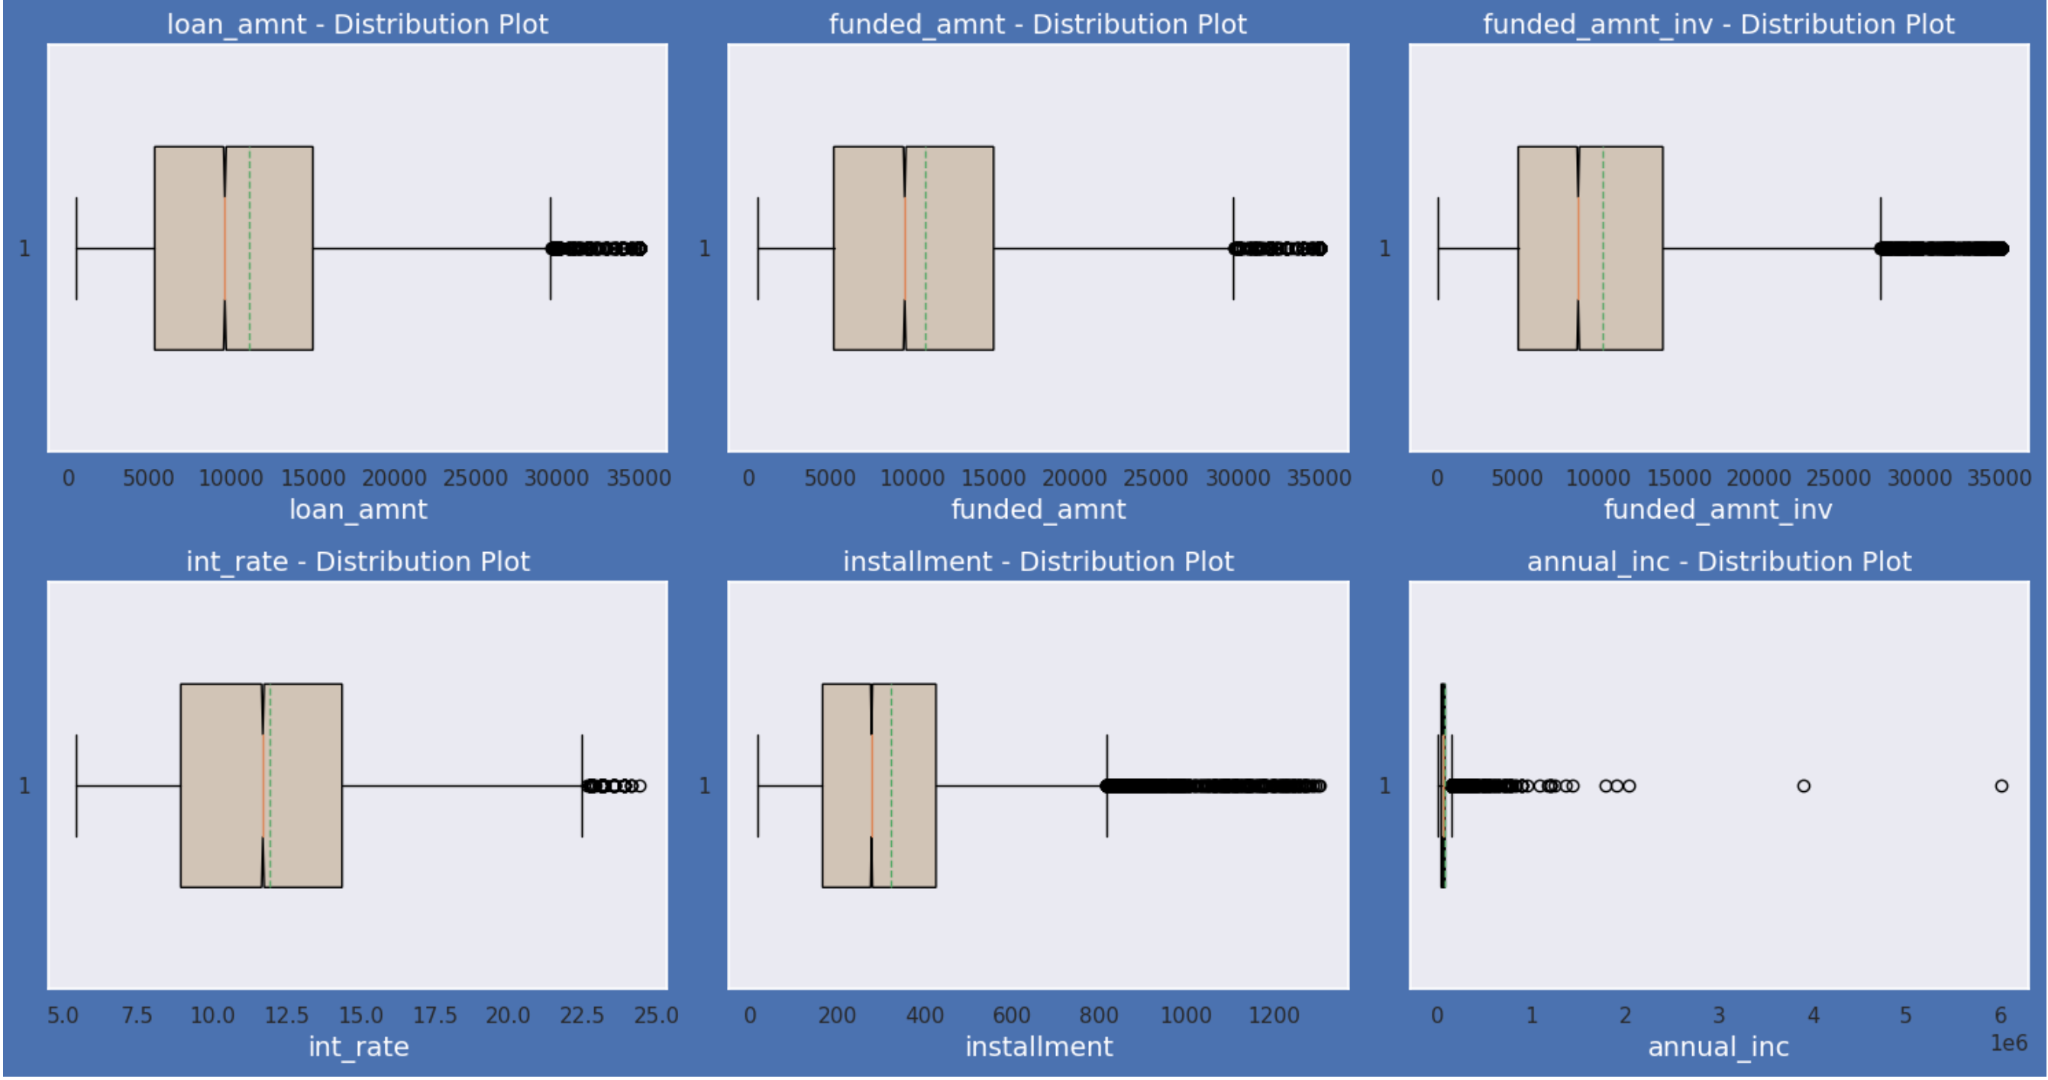 loan_amnt - Distribution Plot
1
0 5000 10000 15000 20000 25000 30000 35000
loan_amnt
funded_amnt - Distribution Plot
1
0 5000 10000 15000 20000 25000 30000 35000
funded_amnt
funded_amnt_inv - Distribution Plot
1
0 5000 10000 15000 20000 25000 30000 35000
funded_amnt_inv
int_rate - Distribution Plot
1
5.0 7.5 10.0 12.5 15.0 17.5 20.0 22.5 25.0
int_rate
installment - Distribution Plot
1
0 200 400 600 800 1000 1200
installment
annual_inc - Distribution Plot
1
0 1 2 3 4 5 6
1e6
annual_inc